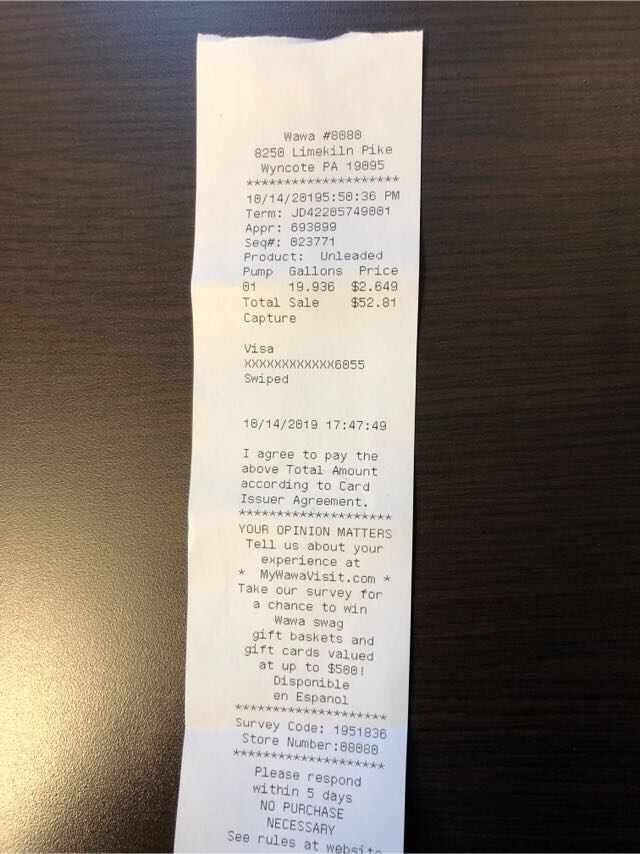 Wawa #8080
8250 Limekiln Pike
Wyncote PA 19095
********************
10/14/20195:50:36 PM
Term: JD42205749001
Appr: 693899
Seq#: 023771
Product:  Unleaded
Pump  Gallons  Price
01    19.936  $2.649
Total Sale    $52.81
Capture
Visa
XXXXXXXXXXXX6055
Swiped
10/14/2019 17:47:49
I agree to pay the
above Total Amount
according to Card
Issuer Agreement.
********************
YOUR OPINION MATTERS
Tell us about your
experience at
*  MyWawaVisit.com *
Take our survey for
a chance to win
Wawa swag
gift baskets and
gift cards valued
at up to $500!
Disponible
en Espanol
********************
Survey Code: 1951836
Store Number:08080
********************
Please respond
within 5 days
NO PURCHASE
NECESSARY
See rules at website